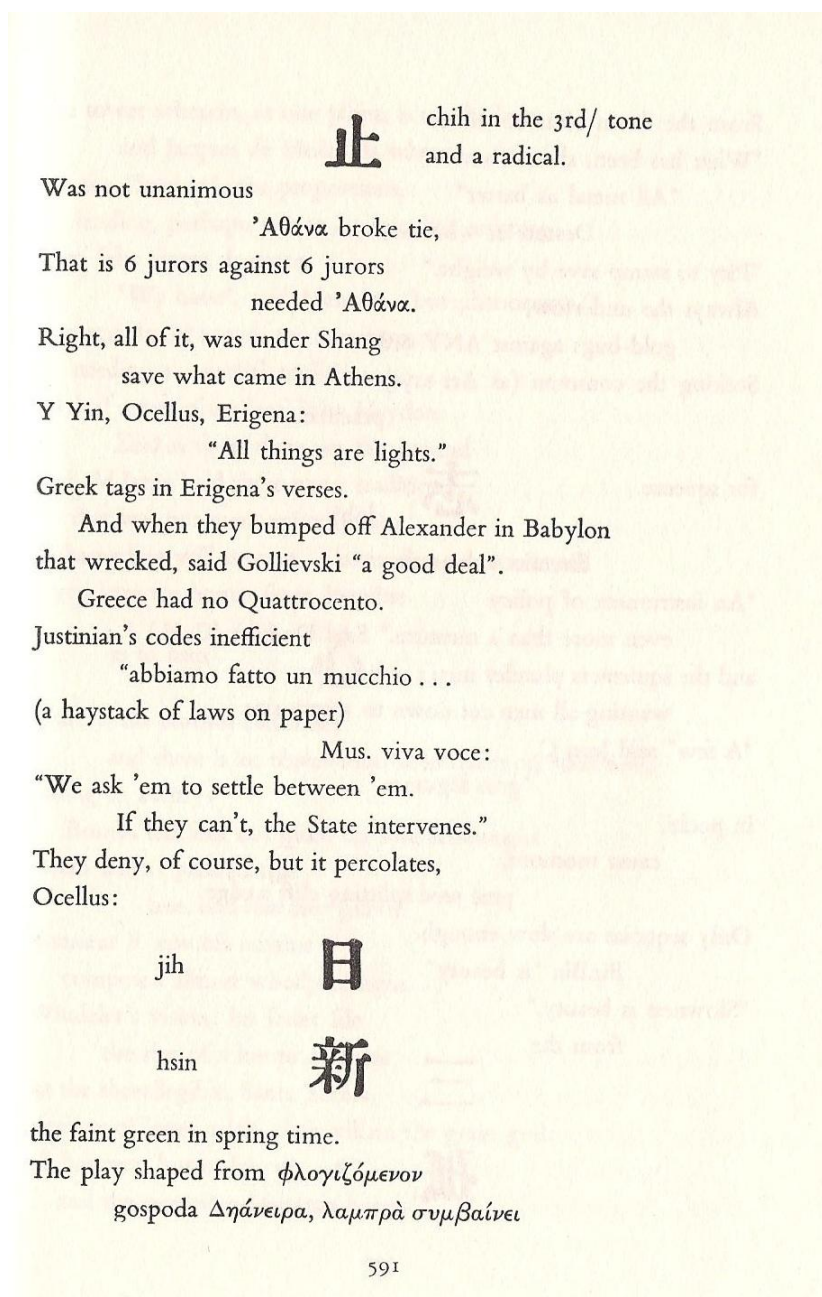 止 chih in the 3rd/ tone
and a radical.
Was not unanimous
’Αθάνα broke tie,
That is 6 jurors against 6 jurors
needed ’Αθάνα.
Right, all of it, was under Shang
save what came in Athens.
Y Yin, Ocellus, Erigena:
“All things are lights.”
Greek tags in Erigena’s verses.
And when they bumped off Alexander in Babylon
that wrecked, said Gollievski “a good deal”.
Greece had no Quattrocento.
Justinian’s codes inefficient
“abbiamo fatto un mucchio . . .
(a haystack of laws on paper)
Mus. viva voce:
“We ask ’em to settle between ’em.
If they can’t, the State intervenes.”
They deny, of course, but it percolates,
Ocellus:
jih 日
hsin 新
the faint green in spring time.
The play shaped from φλογιζόμενον
gospoda Δηάνειρα, λαμπρὰ συμβαίνει
591